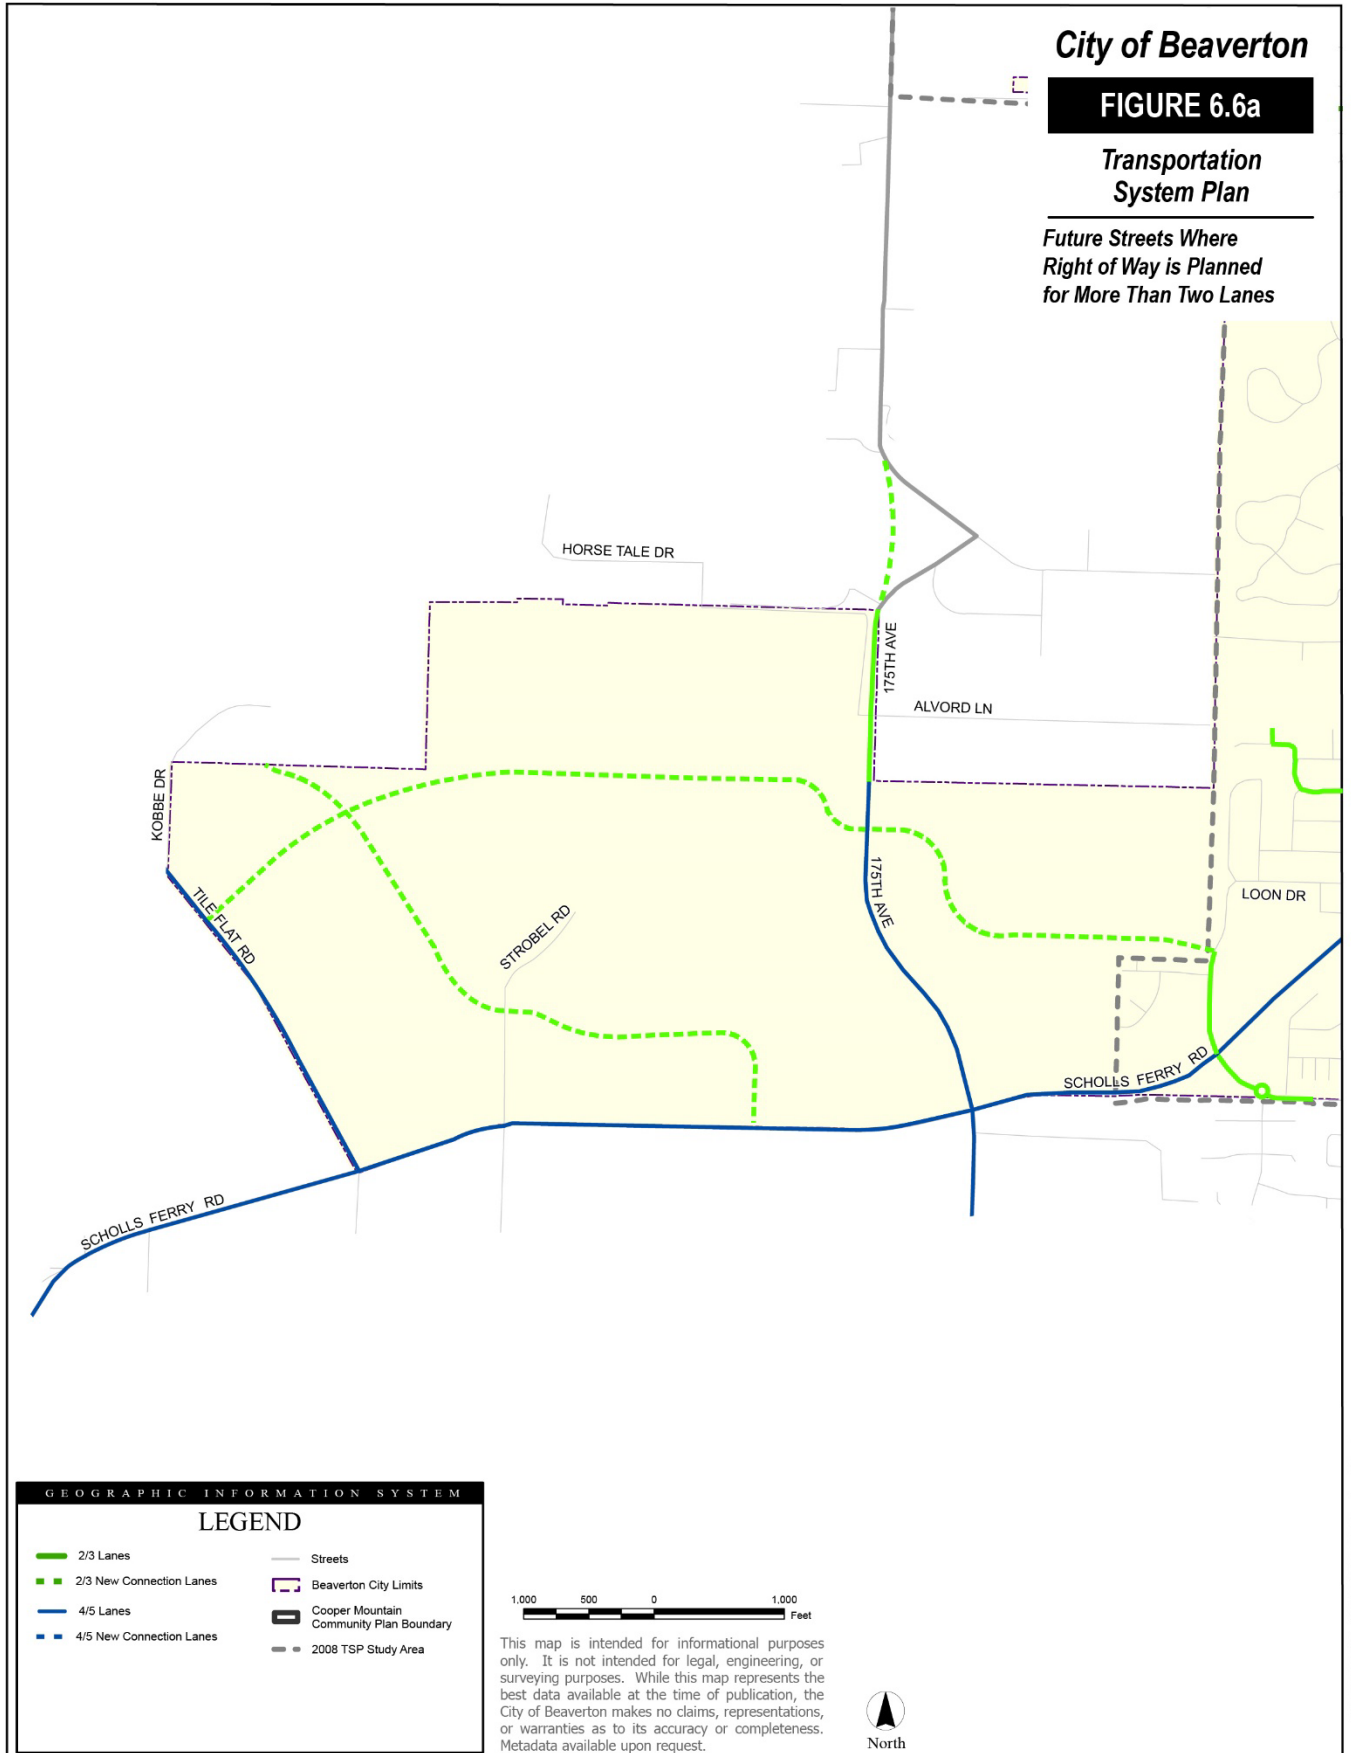 City of Beaverton
FIGURE 6.6a
Transportation
System Plan
Future Streets Where
Right of Way is Planned
for More Than Two Lanes
HORSE TALE DR
175TH AVE
ALVORD LN
KOBBE DR
TILE FLAT RD
STROBEL RD
175TH AVE
LOON DR
SCHOLLS FERRY RD
SCHOLLS FERRY RD
GEOGRAPHIC INFORMATION SYSTEM
LEGEND
2/3 Lanes
2/3 New Connection Lanes
4/5 Lanes
4/5 New Connection Lanes
Streets
Beaverton City Limits
Cooper Mountain
Community Plan Boundary
2008 TSP Study Area
1,000 500 0 1,000
Feet
This map is intended for informational purposes
only. It is not intended for legal, engineering, or
surveying purposes. While this map represents the
best data available at the time of publication, the
City of Beaverton makes no claims, representations,
or warranties as to its accuracy or completeness.
Metadata available upon request.
North